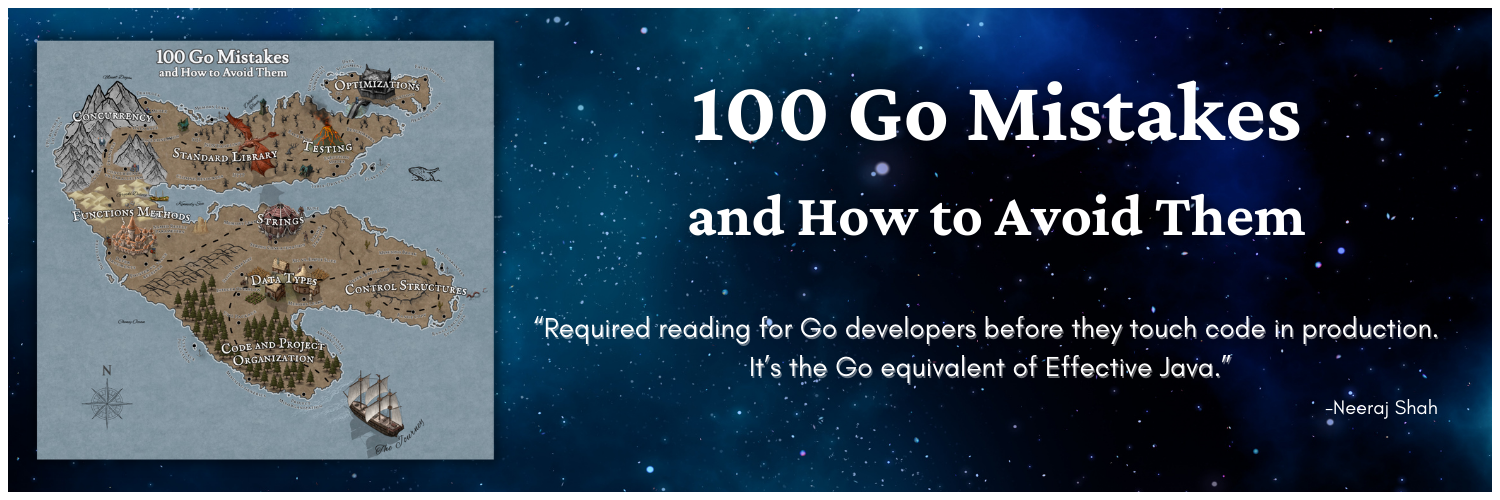 100 Go Mistakes
and How to Avoid Them
OPTIMIZATIONS
CONCURRENCY
STANDARD LIBRARY
TESTING
FUNCTIONS METHODS
STRINGS
DATA TYPES
CONTROL STRUCTURES
CODE AND PROJECT
ORGANIZATION
N
The Journey
100 Go Mistakes
and How to Avoid Them
“Required reading for Go developers before they touch code in production.
It’s the Go equivalent of Effective Java.”
–Neeraj Shah